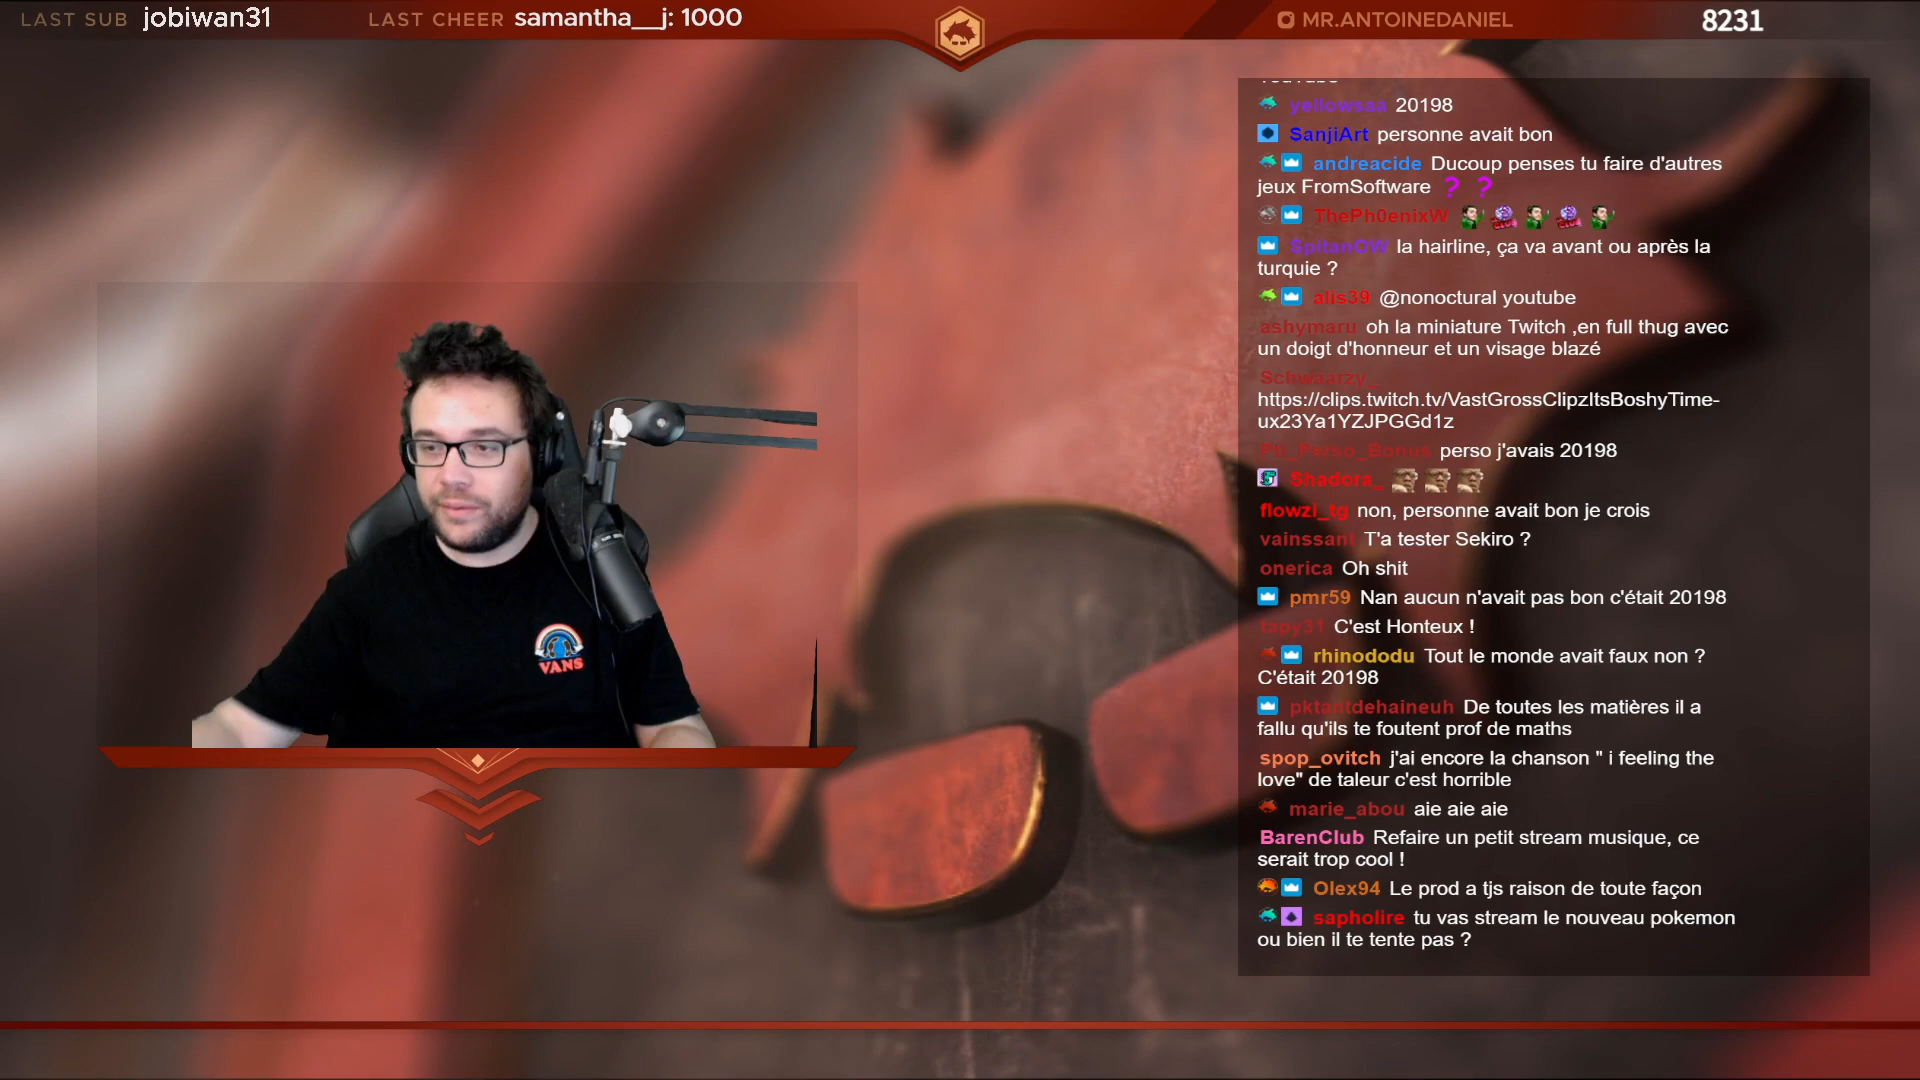 LAST SUB jobiwan31 LAST CHEER samantha__j: 1000 MR.ANTOINEDANIEL 8231
yellowsaa 20198
SanjiArt personne avait bon
andreacide Ducoup penses tu faire d'autres
jeux FromSoftware ? ?
ThePh0enixW
SpitanOW la hairline, ça va avant ou après la
turquie ?
alis39 @nonoctural youtube
ashymaru oh la miniature Twitch ,en full thug avec
un doigt d'honneur et un visage blazé
Schwaarzy_
https://clips.twitch.tv/VastGrossClipzItsBoshyTime-
ux23Ya1YZJPGGd1z
Pti_Perso_Bonus perso j'avais 20198
Shadora_
flowzi_tg non, personne avait bon je crois
vainssant T'a tester Sekiro ?
onerica Oh shit
pmr59 Nan aucun n'avait pas bon c'était 20198
tapy31 C'est Honteux !
rhinododu Tout le monde avait faux non ?
C'était 20198
pktantdehaineuh De toutes les matières il a
fallu qu'ils te foutent prof de maths
spop_ovitch j'ai encore la chanson " i feeling the
love" de taleur c'est horrible
marie_abou aie aie aie
BarenClub Refaire un petit stream musique, ce
serait trop cool !
Olex94 Le prod a tjs raison de toute façon
sapholire tu vas stream le nouveau pokemon
ou bien il te tente pas ?
VANS